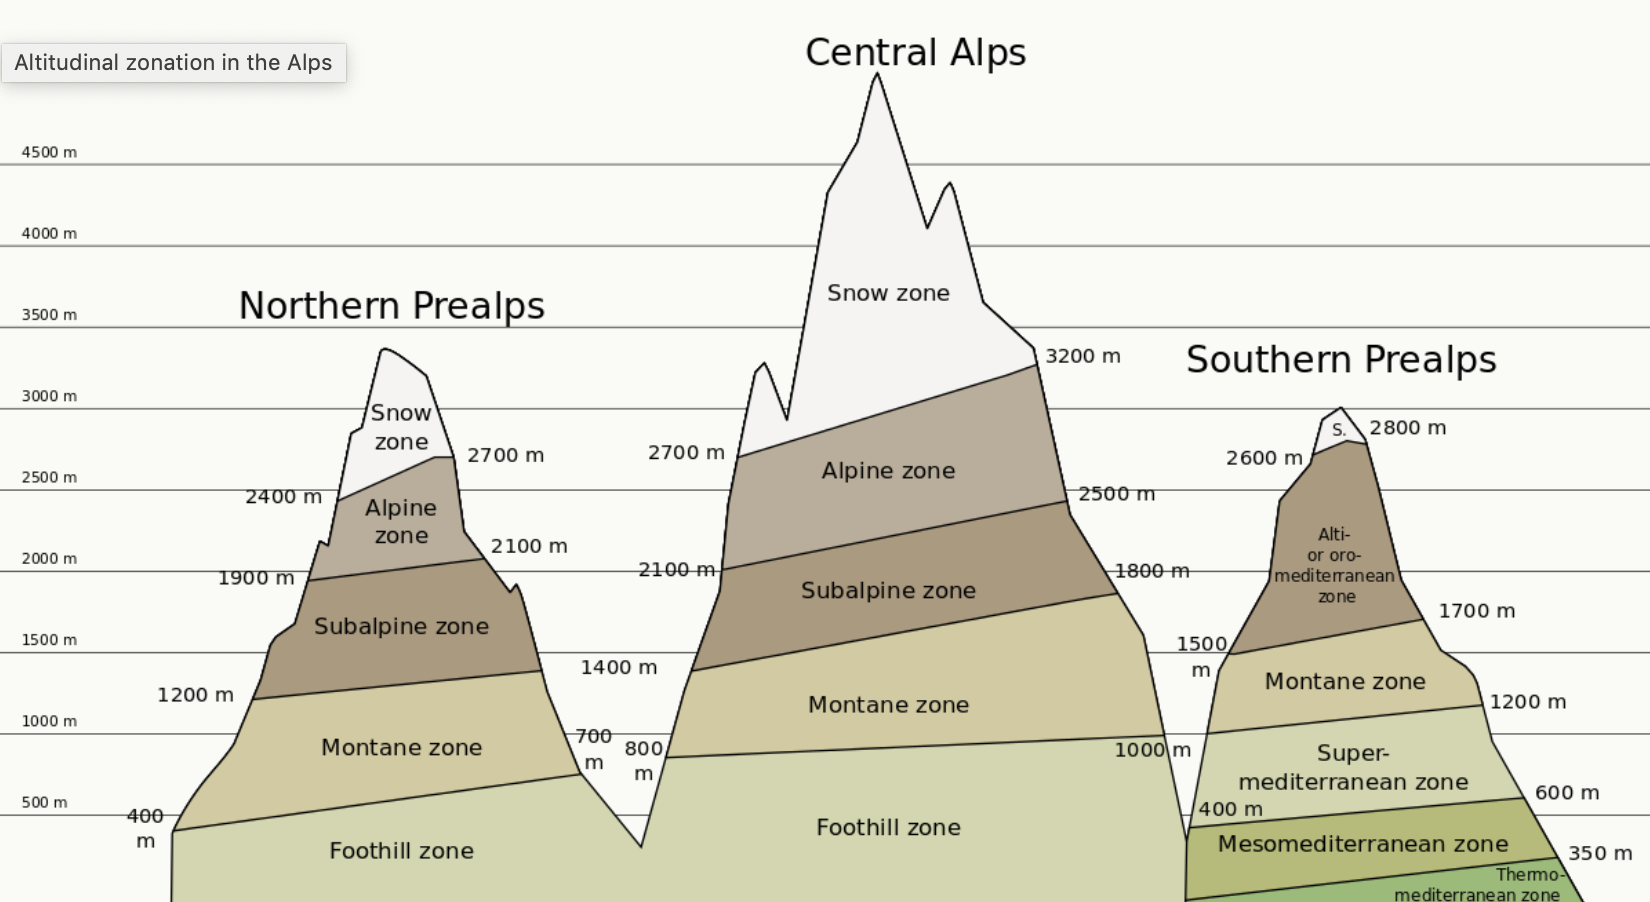 Altitudinal zonation in the Alps
Central Alps
4500 m
4000 m
Northern Prealps
3500 m
Snow zone
3200 m
Southern Prealps
3000 m
Snow
zone
2700 m
2400 m
2700 m
Alpine zone
2500 m
2600 m
S.
2800 m
2500 m
Alpine
zone
2100 m
1900 m
2000 m
2100 m
Subalpine zone
1800 m
Alti-
or oro-
mediterranean
zone
1700 m
Subalpine zone
1500 m
1400 m
1500
m
1200 m
Montane zone
Montane zone
Montane zone
1200 m
1000 m
700
m
800
m
1000 m
Super-
mediterranean zone
500 m
400
m
400 m
600 m
Foothill zone
Foothill zone
Mesomediterranean zone
350 m
Thermo-
mediterranean zone